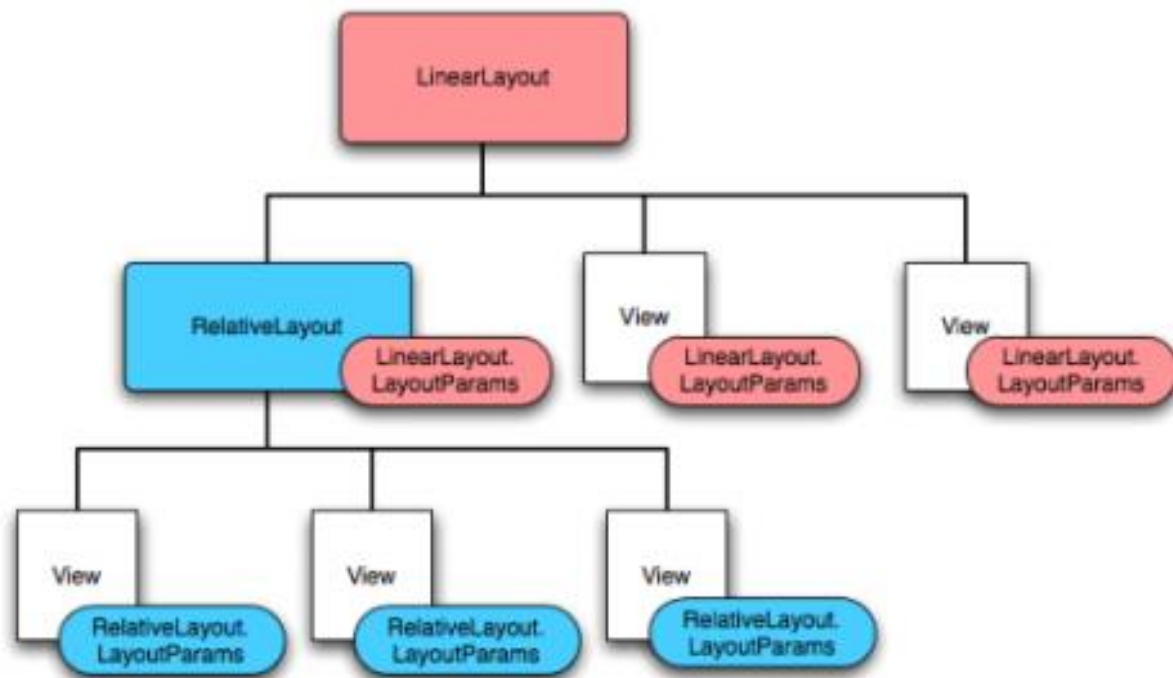 LinearLayout
RelativeLayout
LinearLayout.
LayoutParams
View
LinearLayout.
LayoutParams
View
LinearLayout.
LayoutParams
View
RelativeLayout.
LayoutParams
View
RelativeLayout.
LayoutParams
View
RelativeLayout.
LayoutParams